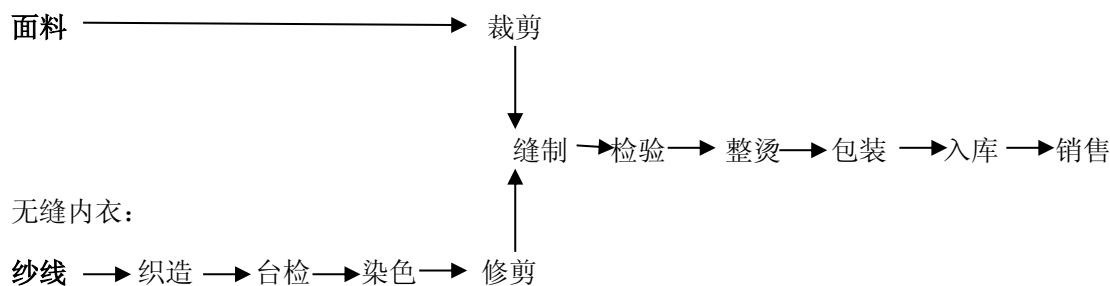 面料 裁剪
缝制 检验 整烫 包装 入库 销售
无缝内衣：
纱线 织造 台检 染色 修剪